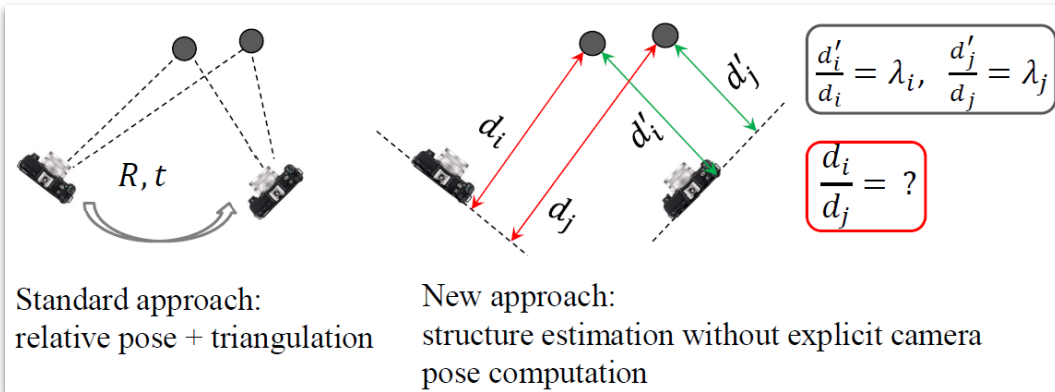 R, t
d_i
d_j
d'_i
d'_j
d'_i / d_i = λ_i, d'_j / d_j = λ_j
d_i / d_j = ?
Standard approach:
relative pose + triangulation
New approach:
structure estimation without explicit camera
pose computation